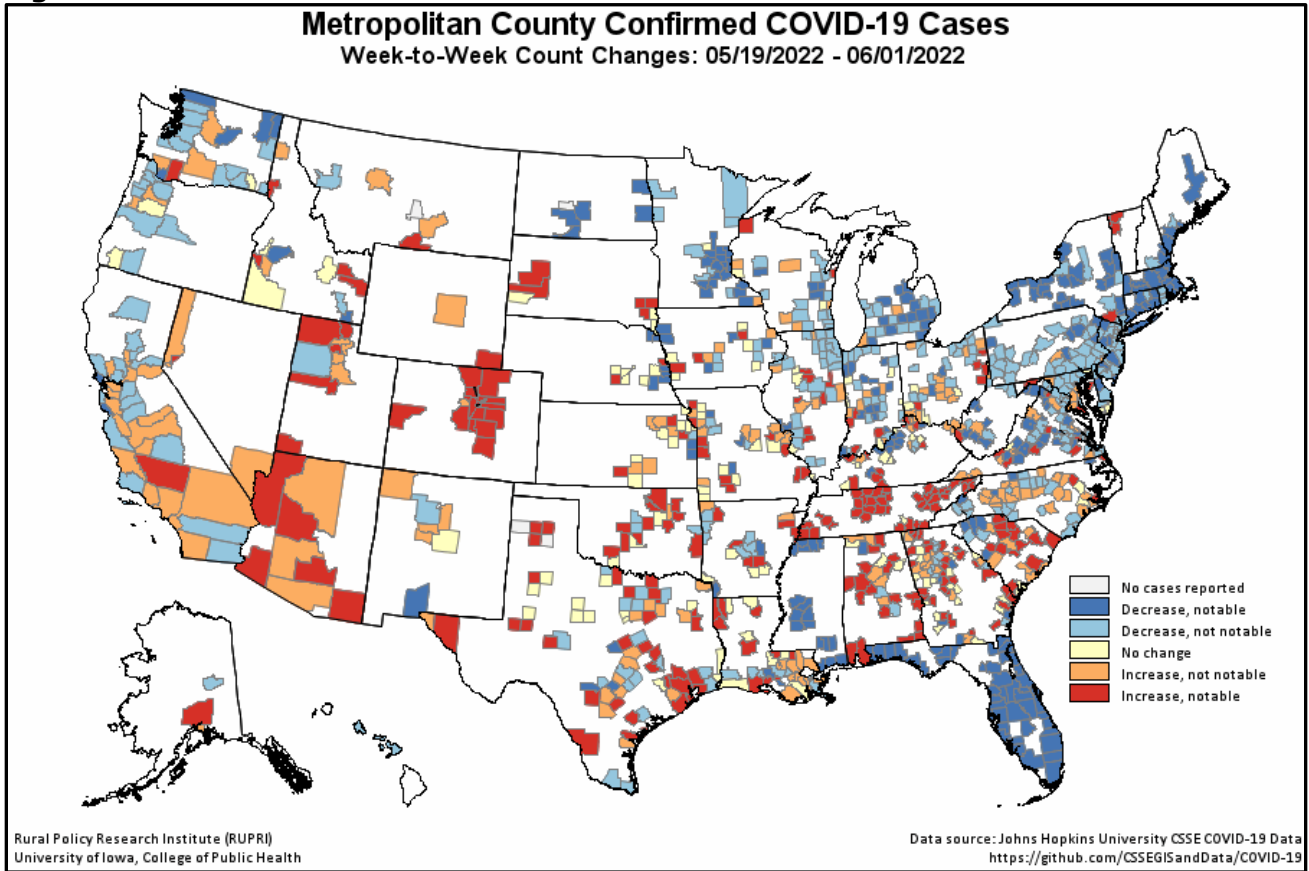 Metropolitan County Confirmed COVID-19 Cases
Week-to-Week Count Changes: 05/19/2022 - 06/01/2022
No cases reported
Decrease, notable
Decrease, not notable
No change
Increase, not notable
Increase, notable
Rural Policy Research Institute (RUPRI)
University of Iowa, College of Public Health
Data source: Johns Hopkins University CSSE COVID-19 Data
https://github.com/CSSEGISandData/COVID-19